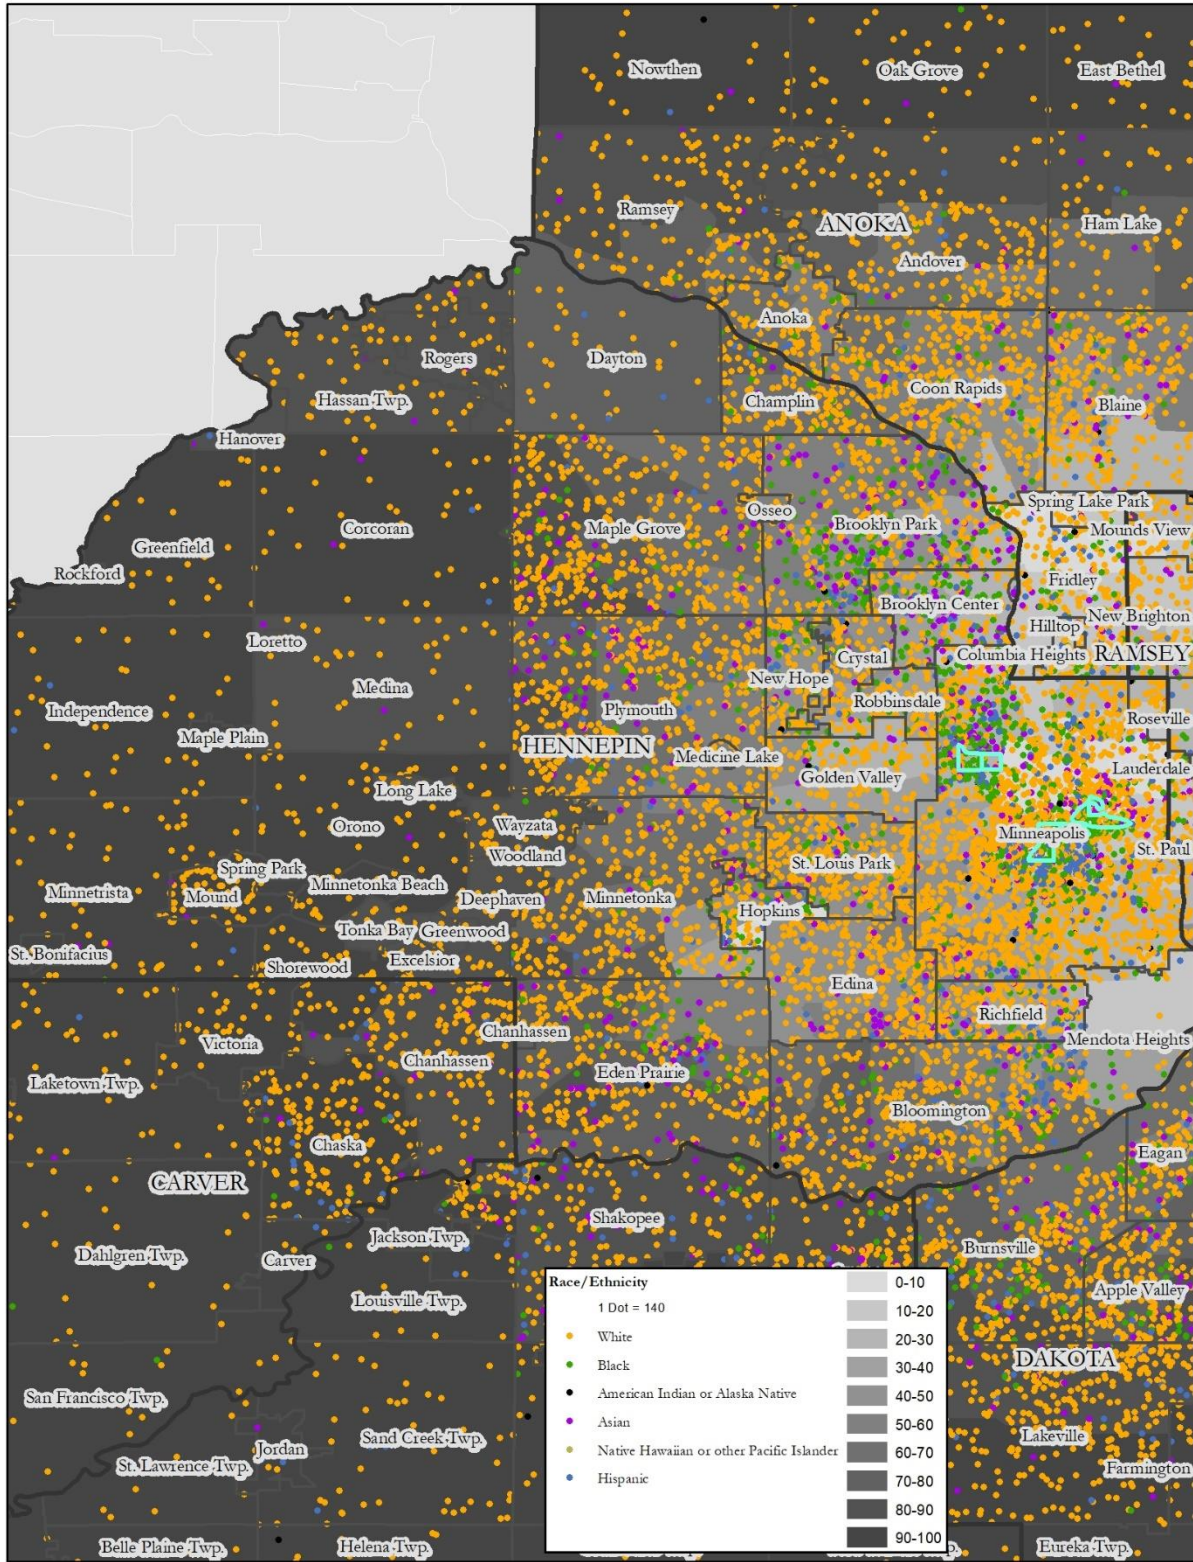 Nowthen
Oak Grove
East Bethel
Ramsey
ANOKA
Ham Lake
Andover
Anoka
Rogers
Dayton
Coon Rapids
Hassan Twp.
Champlin
Blaine
Hanover
Spring Lake Park
Osseo
Brooklyn Park
Maple Grove
Corcoran
Mounds View
Greenfield
Rockford
Fridley
Brooklyn Center
New Brighton
Hilltop
Loretto
Crystal
Columbia Heights
RAMSEY
New Hope
Medina
Robbinsdale
Independence
Plymouth
Roseville
Maple Plain
HENNEPIN
Medicine Lake
Lauderdale
Golden Valley
Long Lake
Orono
Wayzata
Minneapolis
St. Paul
Woodland
St. Louis Park
Spring Park
Minnetonka Beach
Minnetrista
Mound
Deephaven
Minnetonka
Hopkins
Tonka Bay
Greenwood
St. Bonifacius
Excelsior
Shorewood
Edina
Richfield
Chanhassen
Victoria
Mendota Heights
Chanhassen
Laketown Twp.
Eden Prairie
Bloomington
Chaska
Eagan
CARVER
Shakopee
Jackson Twp.
Burnsville
Dahlgren Twp.
Carver
Apple Valley
Louisville Twp.
DAKOTA
San Francisco Twp.
Lakeville
Sand Creek Twp.
Jordan
St. Lawrence Twp.
Farmington
Belle Plaine Twp.
Helena Twp.
Eureka Twp.
Race/Ethnicity
1 Dot = 140
White
Black
American Indian or Alaska Native
Asian
Native Hawaiian or other Pacific Islander
Hispanic
0-10
10-20
20-30
30-40
40-50
50-60
60-70
70-80
80-90
90-100